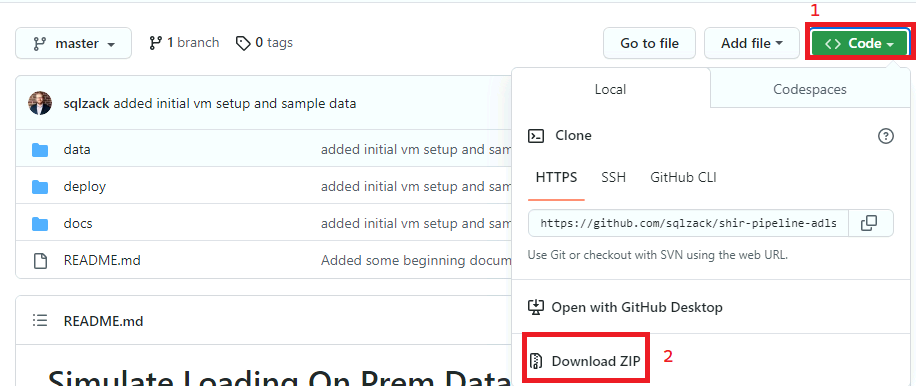 1
master
1 branch
0 tags
Go to file
Add file
<> Code
sqlzack added initial vm setup and sample data
Local
Codespaces
Clone
data
added initial vm setup and sam
HTTPS
SSH
GitHub CLI
deploy
added initial vm setup and sam
docs
added initial vm setup and sam
https://github.com/sqlzack/shir-pipeline-adls
Use Git or checkout with SVN using the web URL.
README.md
Added some beginning docum
Open with GitHub Desktop
README.md
Download ZIP
2
Simulate Loading On Prem Data